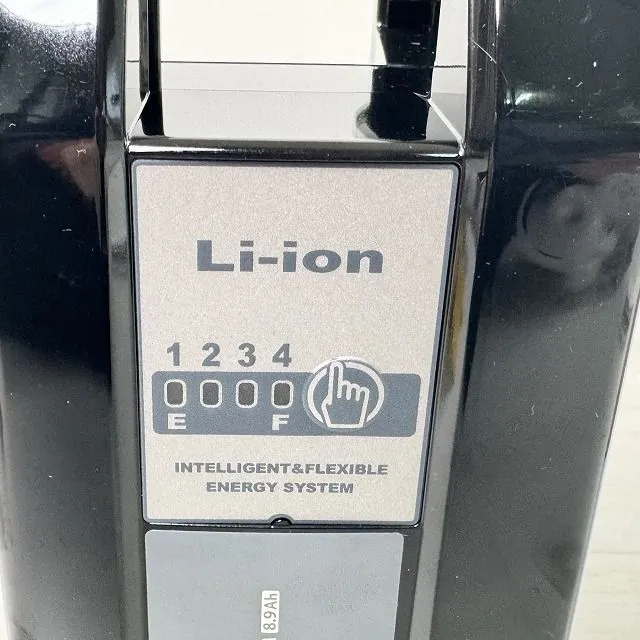 Li-ion
1 2 3 4
E F
INTELLIGENT&FLEXIBLE
ENERGY SYSTEM
8.9Ah